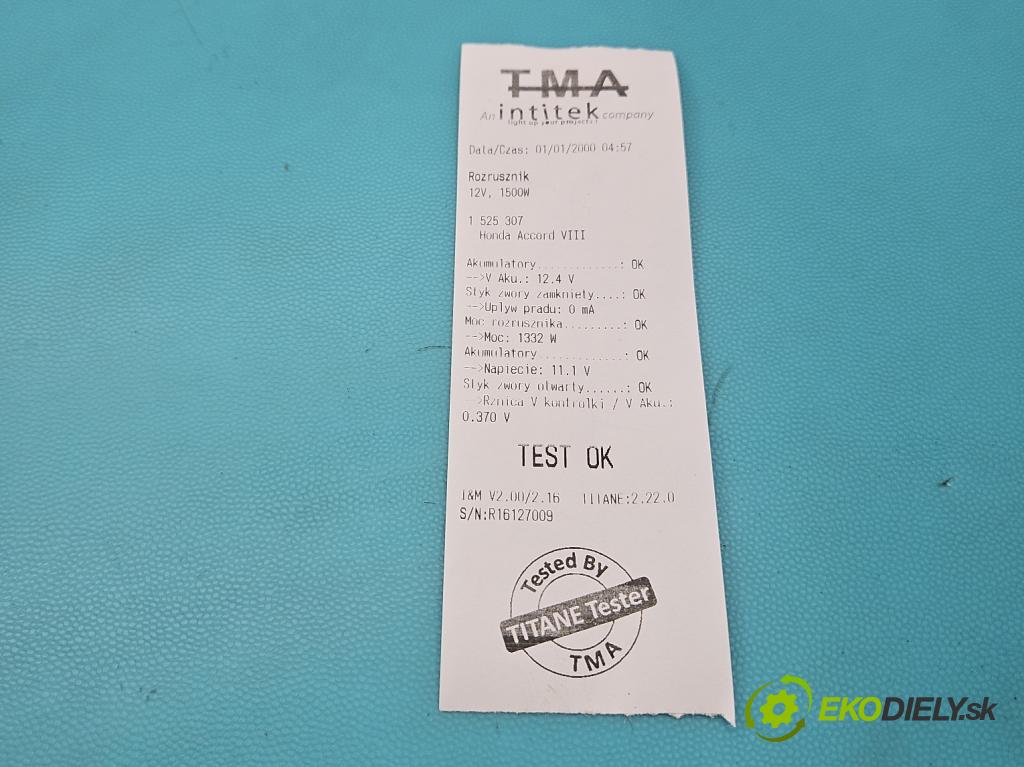 TMA
An intitek company
light up your projects !
Data/Czas: 01/01/2000 04:57
Rozrusznik
12V, 1500W
1 525 307
Honda Accord VIII
Akumulatory.............: OK
-->V Aku.: 12.4 V
Styk zwory zamkniety....: OK
-->Uplyw pradu: 0 mA
Moc rozrusznika.........: OK
-->Moc: 1332 W
Akumulatory.............: OK
-->Napiecie: 11.1 V
Styk zwory otwarty......: OK
-->Rznica V kontrolki / V Aku.:
0.370 V
TEST OK
T&M V2.00/2.16 TITANE:2.22.0
S/N:R16127009
Tested By
TITANE Tester
TMA
EKODIELY.sk